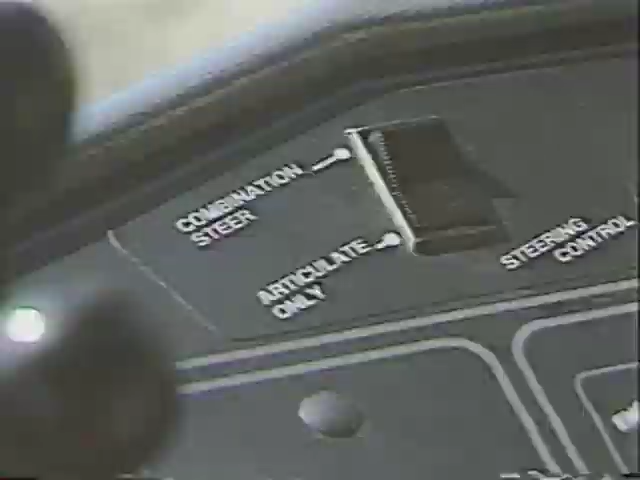 COMBINATION
STEER
ARTICULATE
ONLY
STEERING
CONTROL